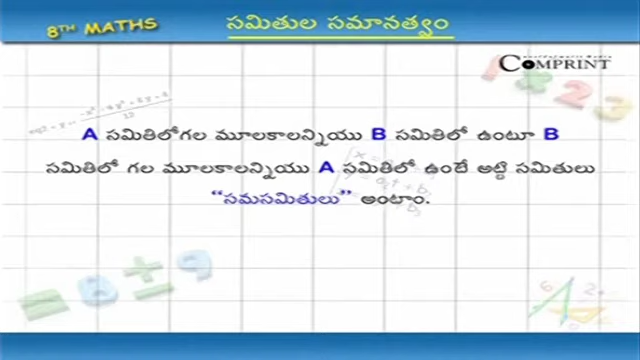 8TH MATHS
సమితుల సమానత్వం
COMPRINT
A సమితిలోగల మూలకాలన్నియు B సమితిలో ఉంటూ B
సమితిలో గల మూలకాలన్నియు A సమితిలో ఉంటే అట్టి సమితులు
“సమసమితులు” అంటాం.